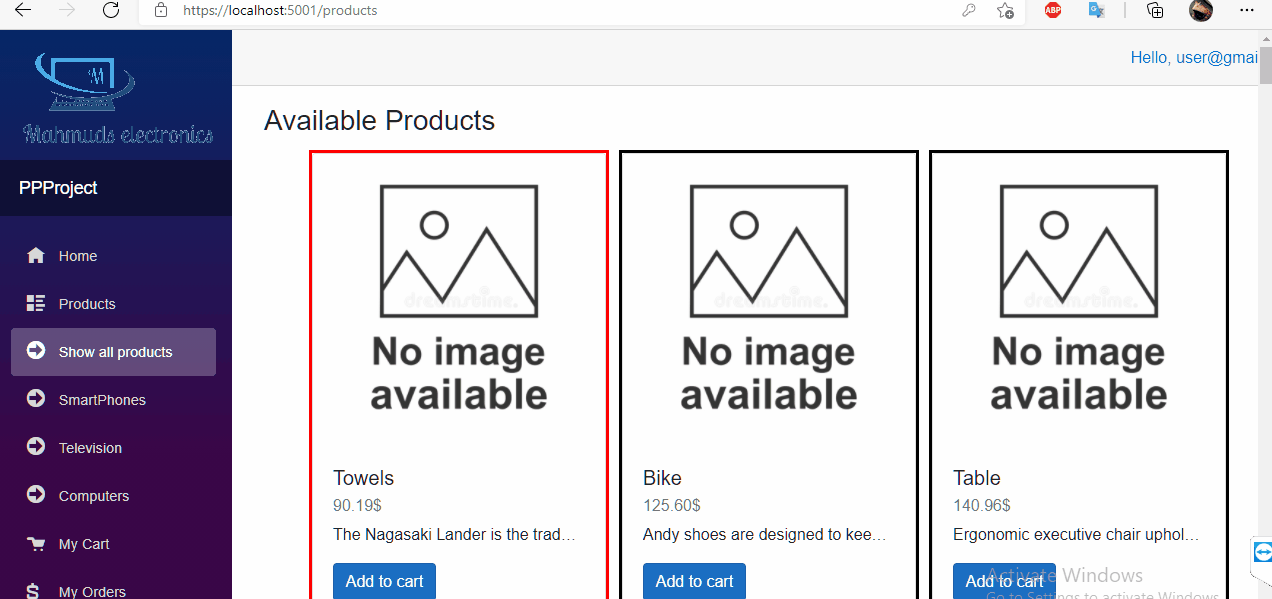 https://localhost:5001/products
ABP
M
Mahmuds electronics
PPProject
Home
Products
Show all products
SmartPhones
Television
Computers
My Cart
My Orders
Hello, user@gmai
Available Products
dreamstime.
No image
available
Towels
90.19$
The Nagasaki Lander is the trad...
Add to cart
dreamstime.
No image
available
Bike
125.60$
Andy shoes are designed to kee...
Add to cart
dreamstime.
No image
available
Table
140.96$
Ergonomic executive chair uphol...
Add to cart
Activate Windows
Go to Settings to activate Windows.